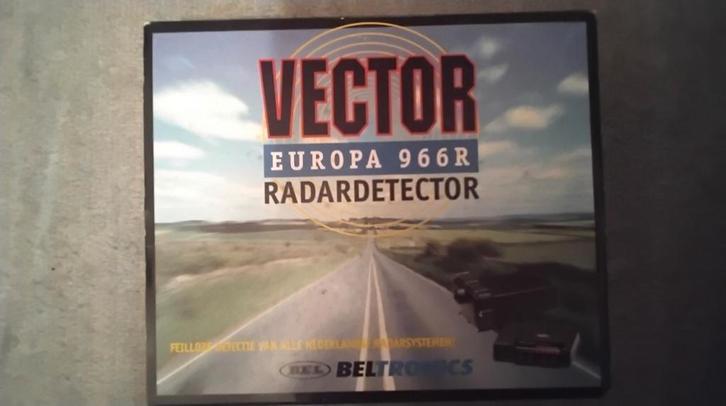 VECTOR
EUROPA 966R
RADARDETECTOR
FEILLOZE DETECTIE VAN ALLE NEDERLANDSE RADARSYSTEMEN!
BEL BELTRONICS